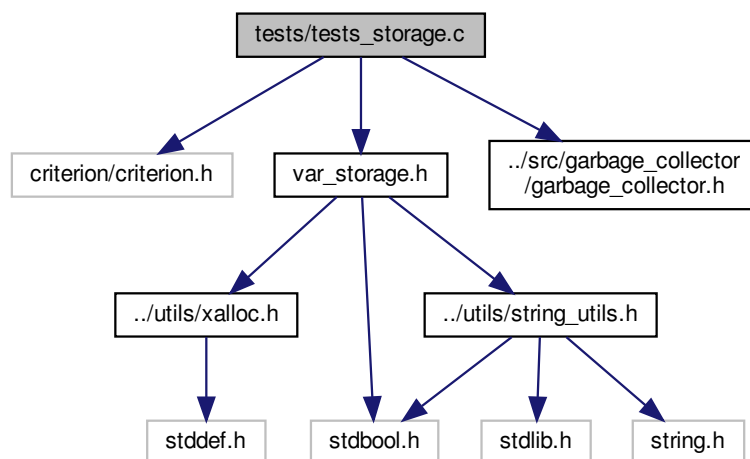 tests/tests_storage.c
criterion/criterion.h
var_storage.h
../src/garbage_collector
/garbage_collector.h
../utils/xalloc.h
../utils/string_utils.h
stddef.h
stdbool.h
stdlib.h
string.h